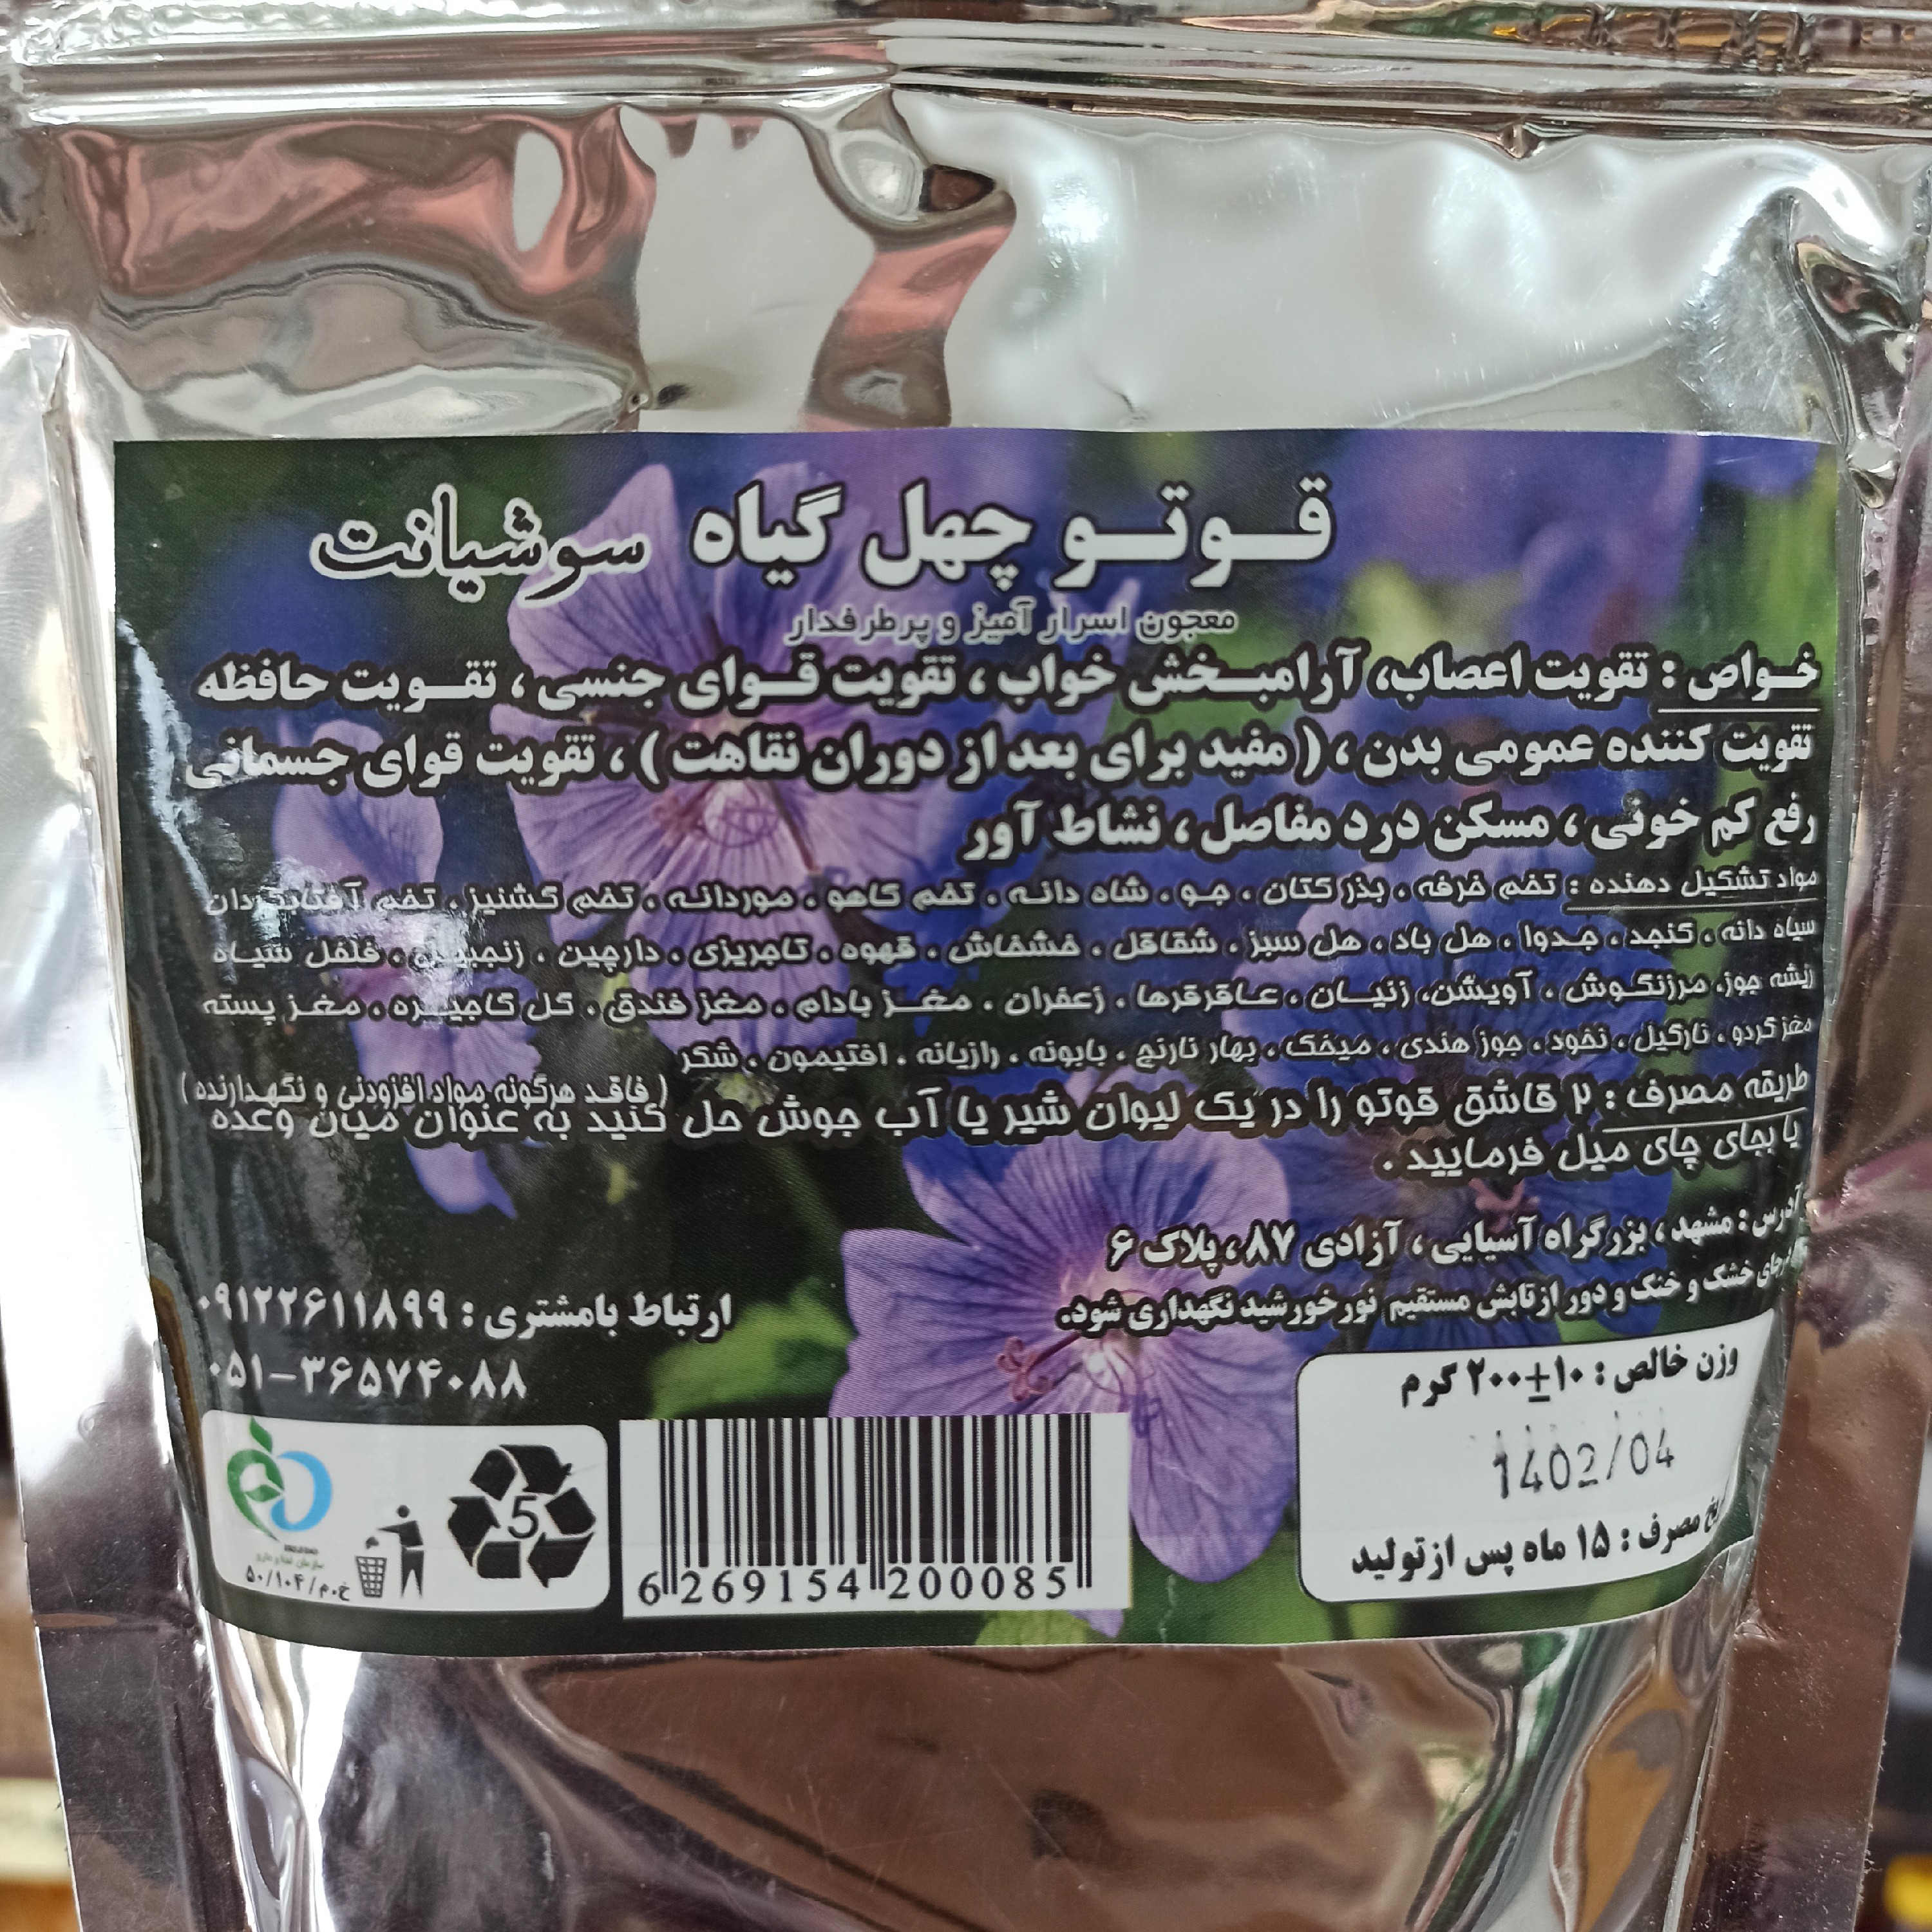 قوتو چهل گیاه سوشیانت
معجون اسرار آمیز و پرطرفدار
خواص : تقویت اعصاب، آرامبخش خواب ، تقویت قوای جنسی ، تقویت حافظه
تقویت کننده عمومی بدن ، ( مفید برای بعد از دوران نقاهت ) ، تقویت قوای جسمانی
رفع کم خونی ، مسکن درد مفاصل ، نشاط آور
مواد تشکیل دهنده : تخم خرفه ، بذر کتان ، جو ، شاه دانه ، تخم کاهو ، موردانه ، تخم گشنیز ، تخم آفتابگردان
سیاه دانه ، کنجد ، جدوا ، هل باد ، هل سبز ، شقاقل ، خشخاش ، قهوه ، تاجریزی ، دارچین ، زنجبیل ، فلفل سیاه
ریشه جوز، مرزنگوش ، آویشن، زنیان ، عاقرقرها ، زعفران ، مغز بادام ، مغز فندق ، گل کاجیره ، مغز پسته
مغز گردو ، نارگیل ، نخود ، جوز هندی ، میخک ، بهار نارنج ، بابونه ، رازیانه ، افتیمون ، شکر
( فاقد هرگونه مواد افزودنی و نگهدارنده )
طریقه مصرف : ۲ قاشق قوتو را در یک لیوان شیر یا آب جوش حل کنید به عنوان میان وعده
یا بجای چای میل فرمایید .
آدرس : مشهد ، بزرگراه آسیایی ، آزادی ۸۷ ، پلاک ۶
جای خشک و خنک و دور از تابش مستقیم نور خورشید نگهداری شود.
ارتباط بامشتری : ۰۹۱۲۲۶۱۱۸۹۹
۰۵۱-۳۶۵۷۴۰۸۸
وزن خالص : ۱۰±۲۰۰ گرم
1402/04
مصرف : ۱۵ ماه پس از تولید
5
سازمان غذا و دارو
خ.م/۵۰/۱۰۴
6 269154 200085